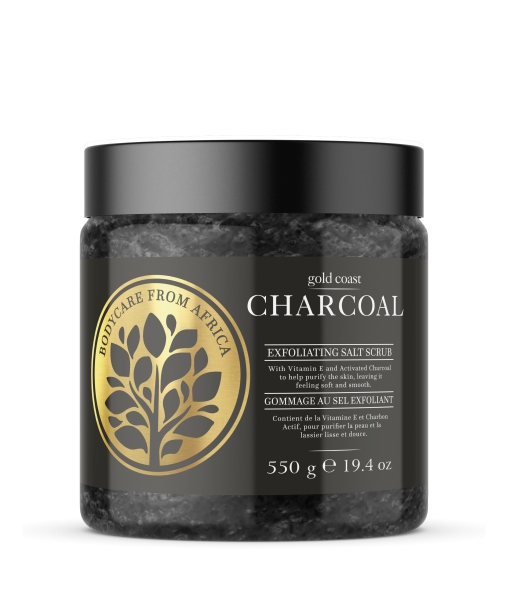 BODYCARE FROM AFRICA
gold coast
CHARCOAL
EXFOLIATING SALT SCRUB
With Vitamin E and Activated Charcoal
to help purify the skin, leaving it
feeling soft and smooth.
GOMMAGE AU SEL EXFOLIANT
Contient de la Vitamine E et Charbon
Actif, pour purifier la peau et la
lassier lisse et douce.
550 g ℮ 19.4 oz